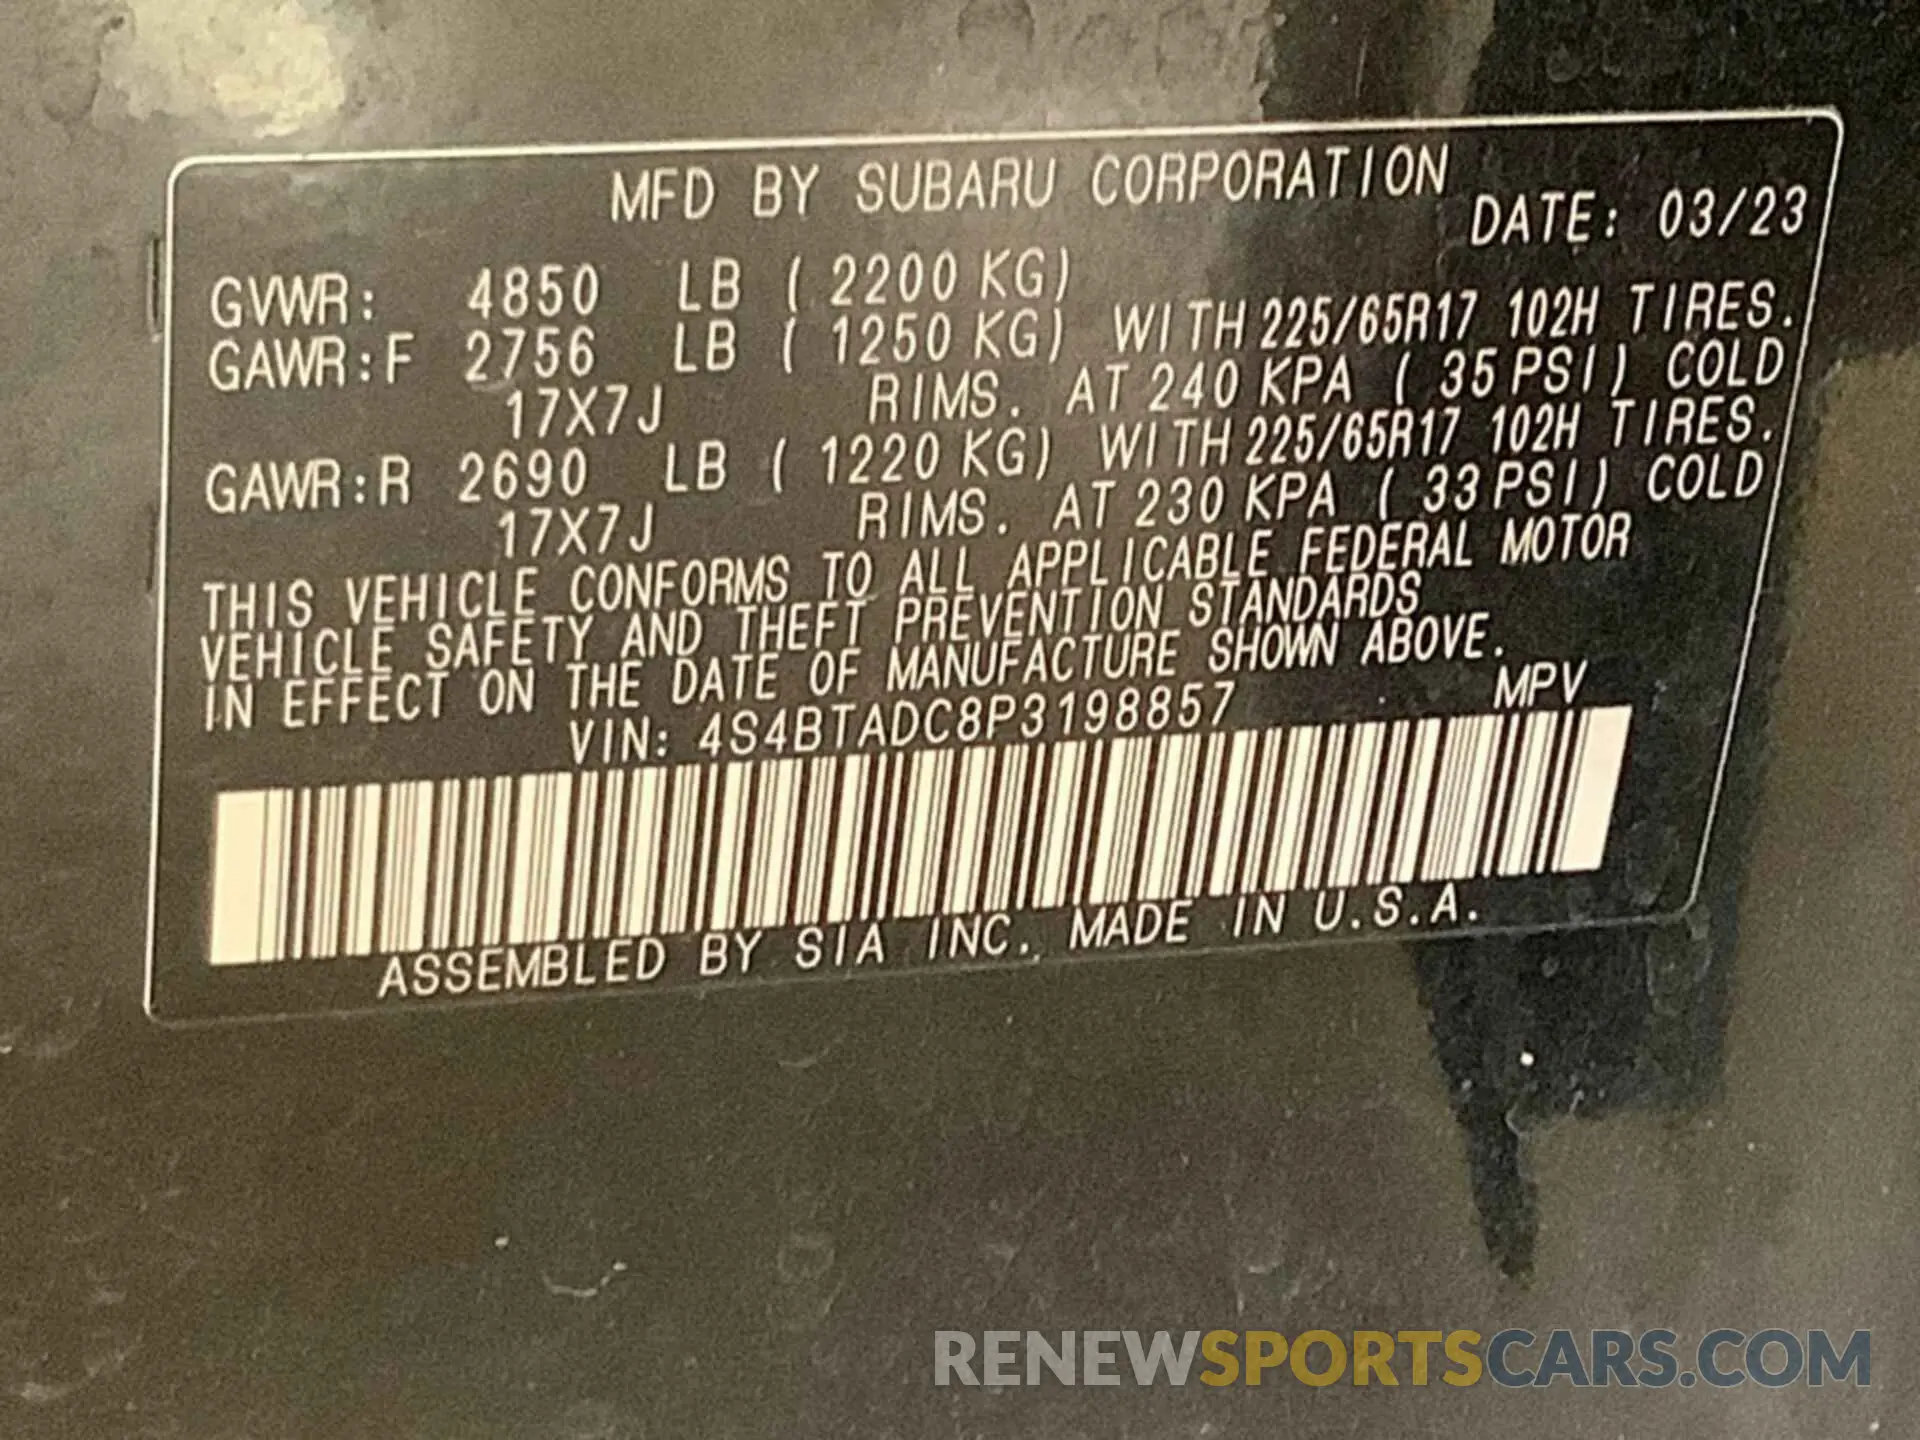 MFD BY SUBARU CORPORATION
DATE: 03/23
GVWR: 4850 LB ( 2200 KG)
GAWR:F 2756 LB ( 1250 KG) WITH 225/65R17 102H TIRES.
17X7J RIMS. AT 240 KPA ( 35 PSI) COLD
GAWR:R 2690 LB ( 1220 KG) WITH 225/65R17 102H TIRES.
17X7J RIMS. AT 230 KPA ( 33 PSI) COLD
THIS VEHICLE CONFORMS TO ALL APPLICABLE FEDERAL MOTOR
VEHICLE SAFETY AND THEFT PREVENTION STANDARDS
IN EFFECT ON THE DATE OF MANUFACTURE SHOWN ABOVE.
VIN: 4S4BTADC8P3198857 MPV
ASSEMBLED BY SIA INC. MADE IN U.S.A.
RENEWSPORTSCARS.COM